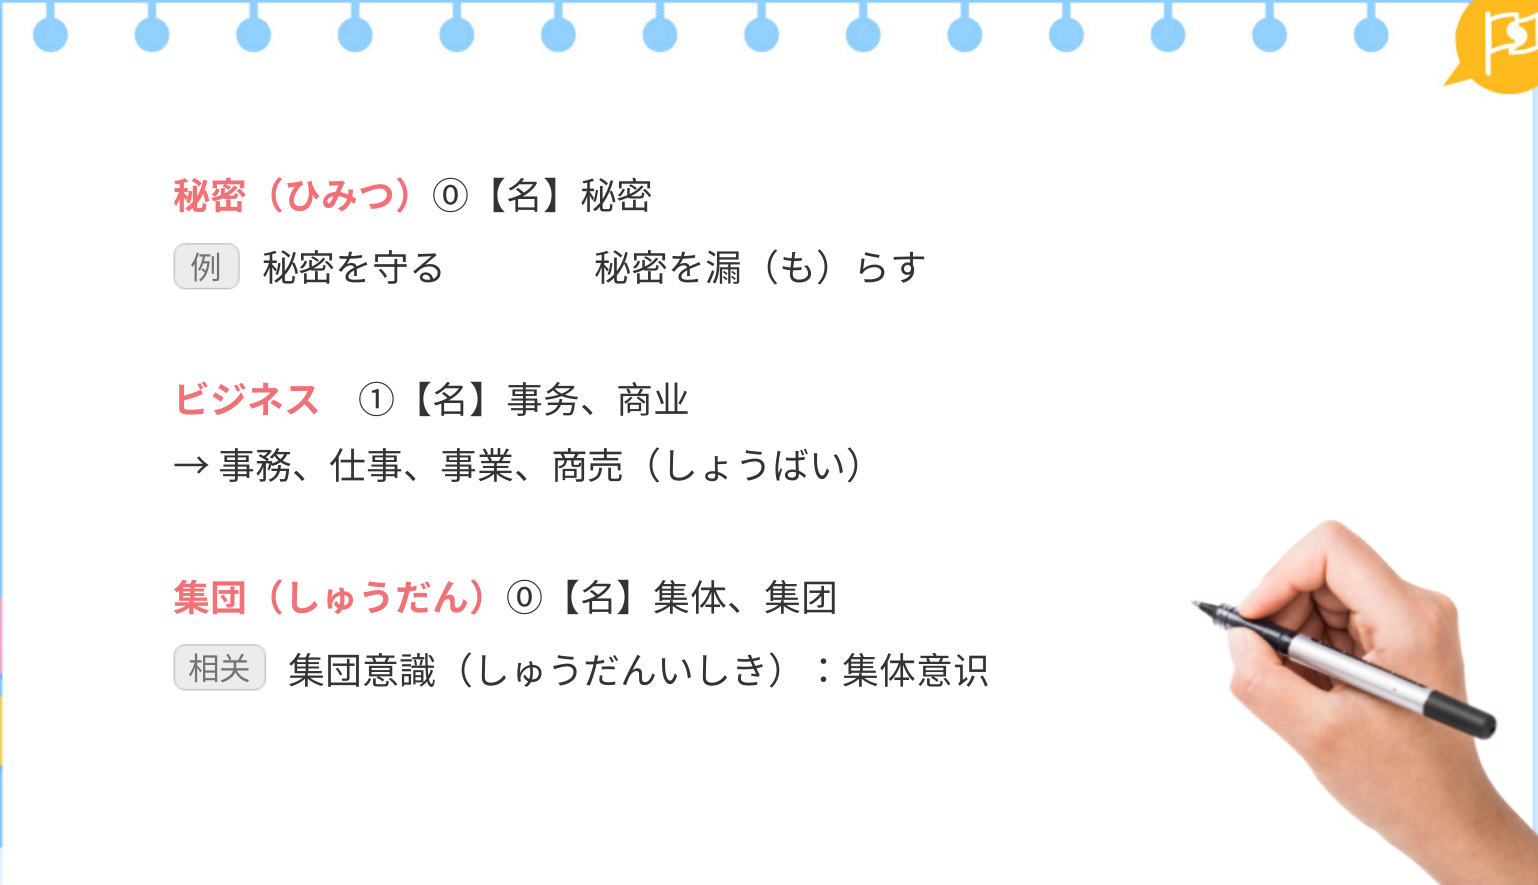 秘密（ひみつ）⓪【名】秘密
例 秘密を守る 秘密を漏（も）らす
ビジネス ①【名】事务、商业
→ 事務、仕事、事業、商売（しょうばい）
集団（しゅうだん）⓪【名】集体、集团
相关 集団意識（しゅうだんいしき）：集体意识